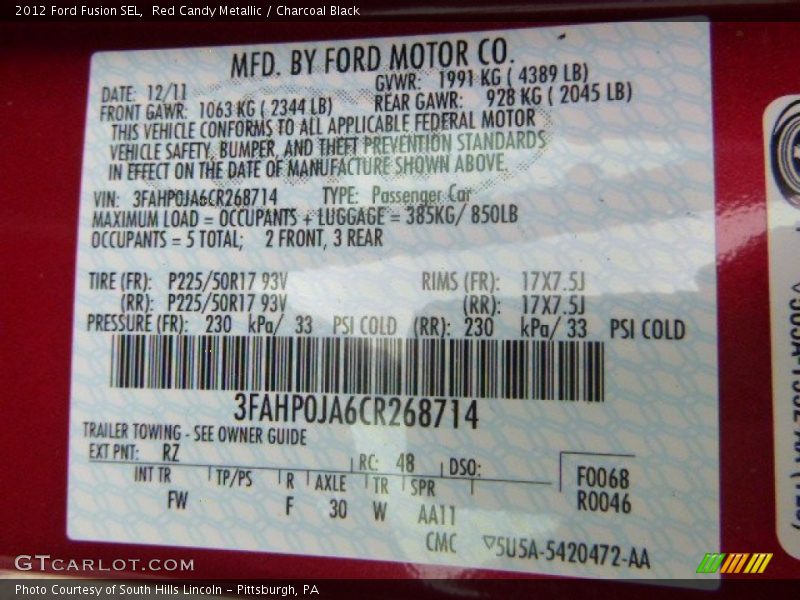 2012 Ford Fusion SEL,  Red Candy Metallic / Charcoal Black
MFD. BY FORD MOTOR CO.
DATE: 12/11 GVWR: 1991 KG ( 4389 LB)
FRONT GAWR: 1063 KG ( 2344 LB) REAR GAWR: 928 KG ( 2045 LB)
THIS VEHICLE CONFORMS TO ALL APPLICABLE FEDERAL MOTOR
VEHICLE SAFETY, BUMPER, AND THEFT PREVENTION STANDARDS
IN EFFECT ON THE DATE OF MANUFACTURE SHOWN ABOVE.
VIN: 3FAHP0JA6CR268714 TYPE: Passenger Car
MAXIMUM LOAD = OCCUPANTS + LUGGAGE = 385KG/ 850LB
OCCUPANTS = 5 TOTAL; 2 FRONT, 3 REAR
TIRE (FR): P225/50R17 93V RIMS (FR): 17X7.5J
(RR): P225/50R17 93V (RR): 17X7.5J
PRESSURE (FR): 230 kPa/ 33 PSI COLD (RR): 230 kPa/ 33 PSI COLD
3FAHP0JA6CR268714
TRAILER TOWING - SEE OWNER GUIDE
EXT PNT: RZ RC: 48 DSO: F0068
INT TR TP/PS R AXLE TR SPR R0046
FW F 30 W AA11
CMC ▽5U5A-5420472-AA
GTCARLOT.COM
Photo Courtesy of South Hills Lincoln - Pittsburgh, PA